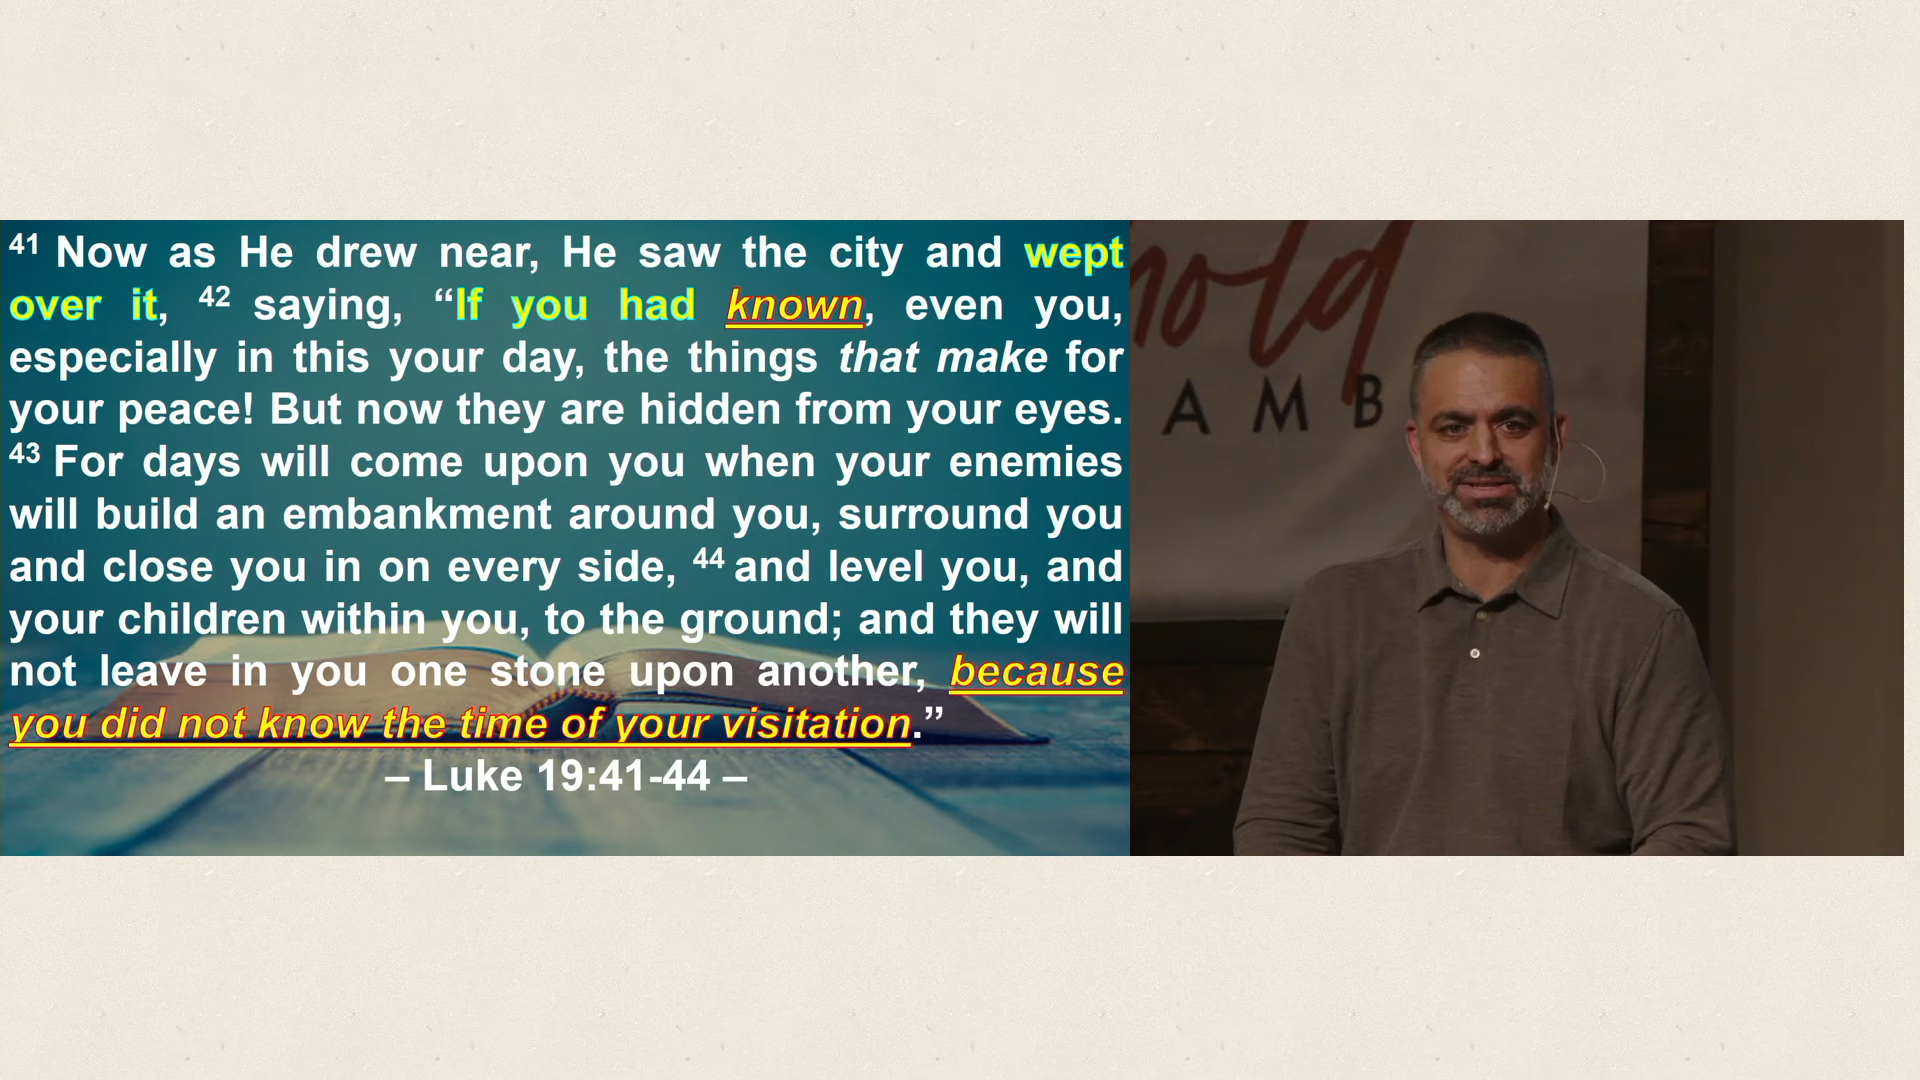 41 Now as He drew near, He saw the city and wept
over it, 42 saying, “If you had known, even you,
especially in this your day, the things that make for
your peace! But now they are hidden from your eyes.
43 For days will come upon you when your enemies
will build an embankment around you, surround you
and close you in on every side, 44 and level you, and
your children within you, to the ground; and they will
not leave in you one stone upon another, because
you did not know the time of your visitation.”
– Luke 19:41-44 –
hold
AMB